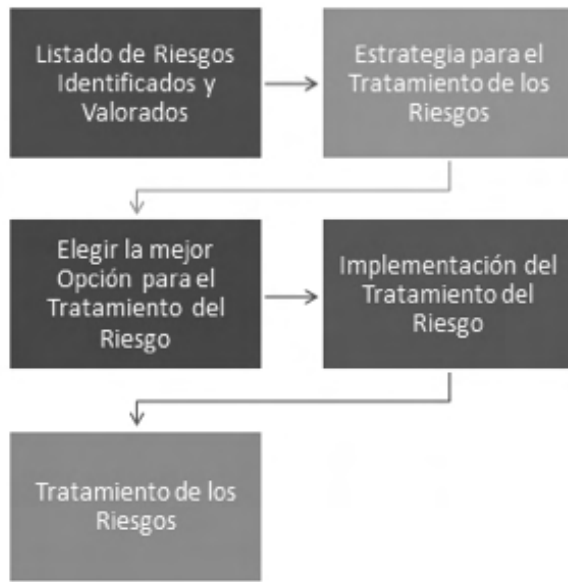 Listado de Riesgos
Identificados y
Valorados
Estrategia para el
Tratamiento de los
Riesgos
Elegir la mejor
Opción para el
Tratamiento del
Riesgo
Implementación del
Tratamiento del
Riesgo
Tratamiento de los
Riesgos